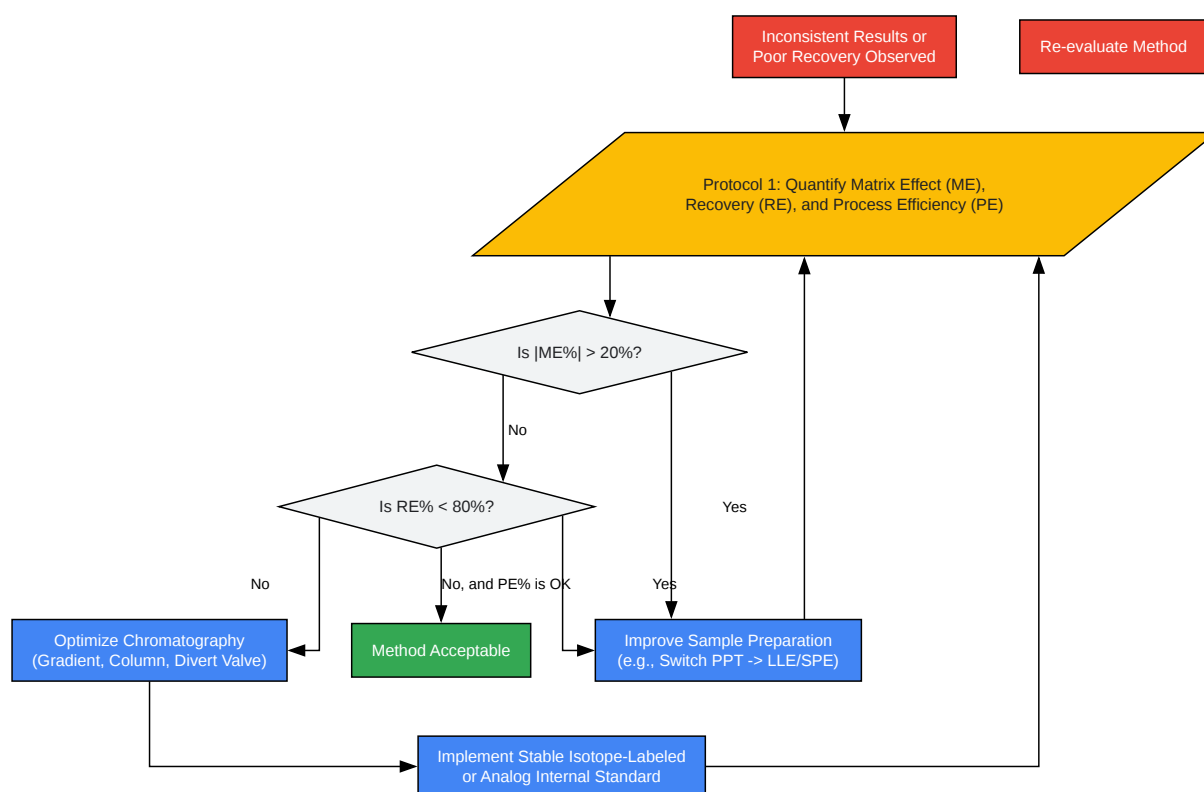 Inconsistent Results or
Poor Recovery Observed
Re-evaluate Method
Protocol 1: Quantify Matrix Effect (ME),
Recovery (RE), and Process Efficiency (PE)
Is |ME%| > 20%?
No
Is RE% < 80%?
Yes
No
No, and PE% is OK
Yes
Optimize Chromatography
(Gradient, Column, Divert Valve)
Method Acceptable
Improve Sample Preparation
(e.g., Switch PPT -> LLE/SPE)
Implement Stable Isotope-Labeled
or Analog Internal Standard